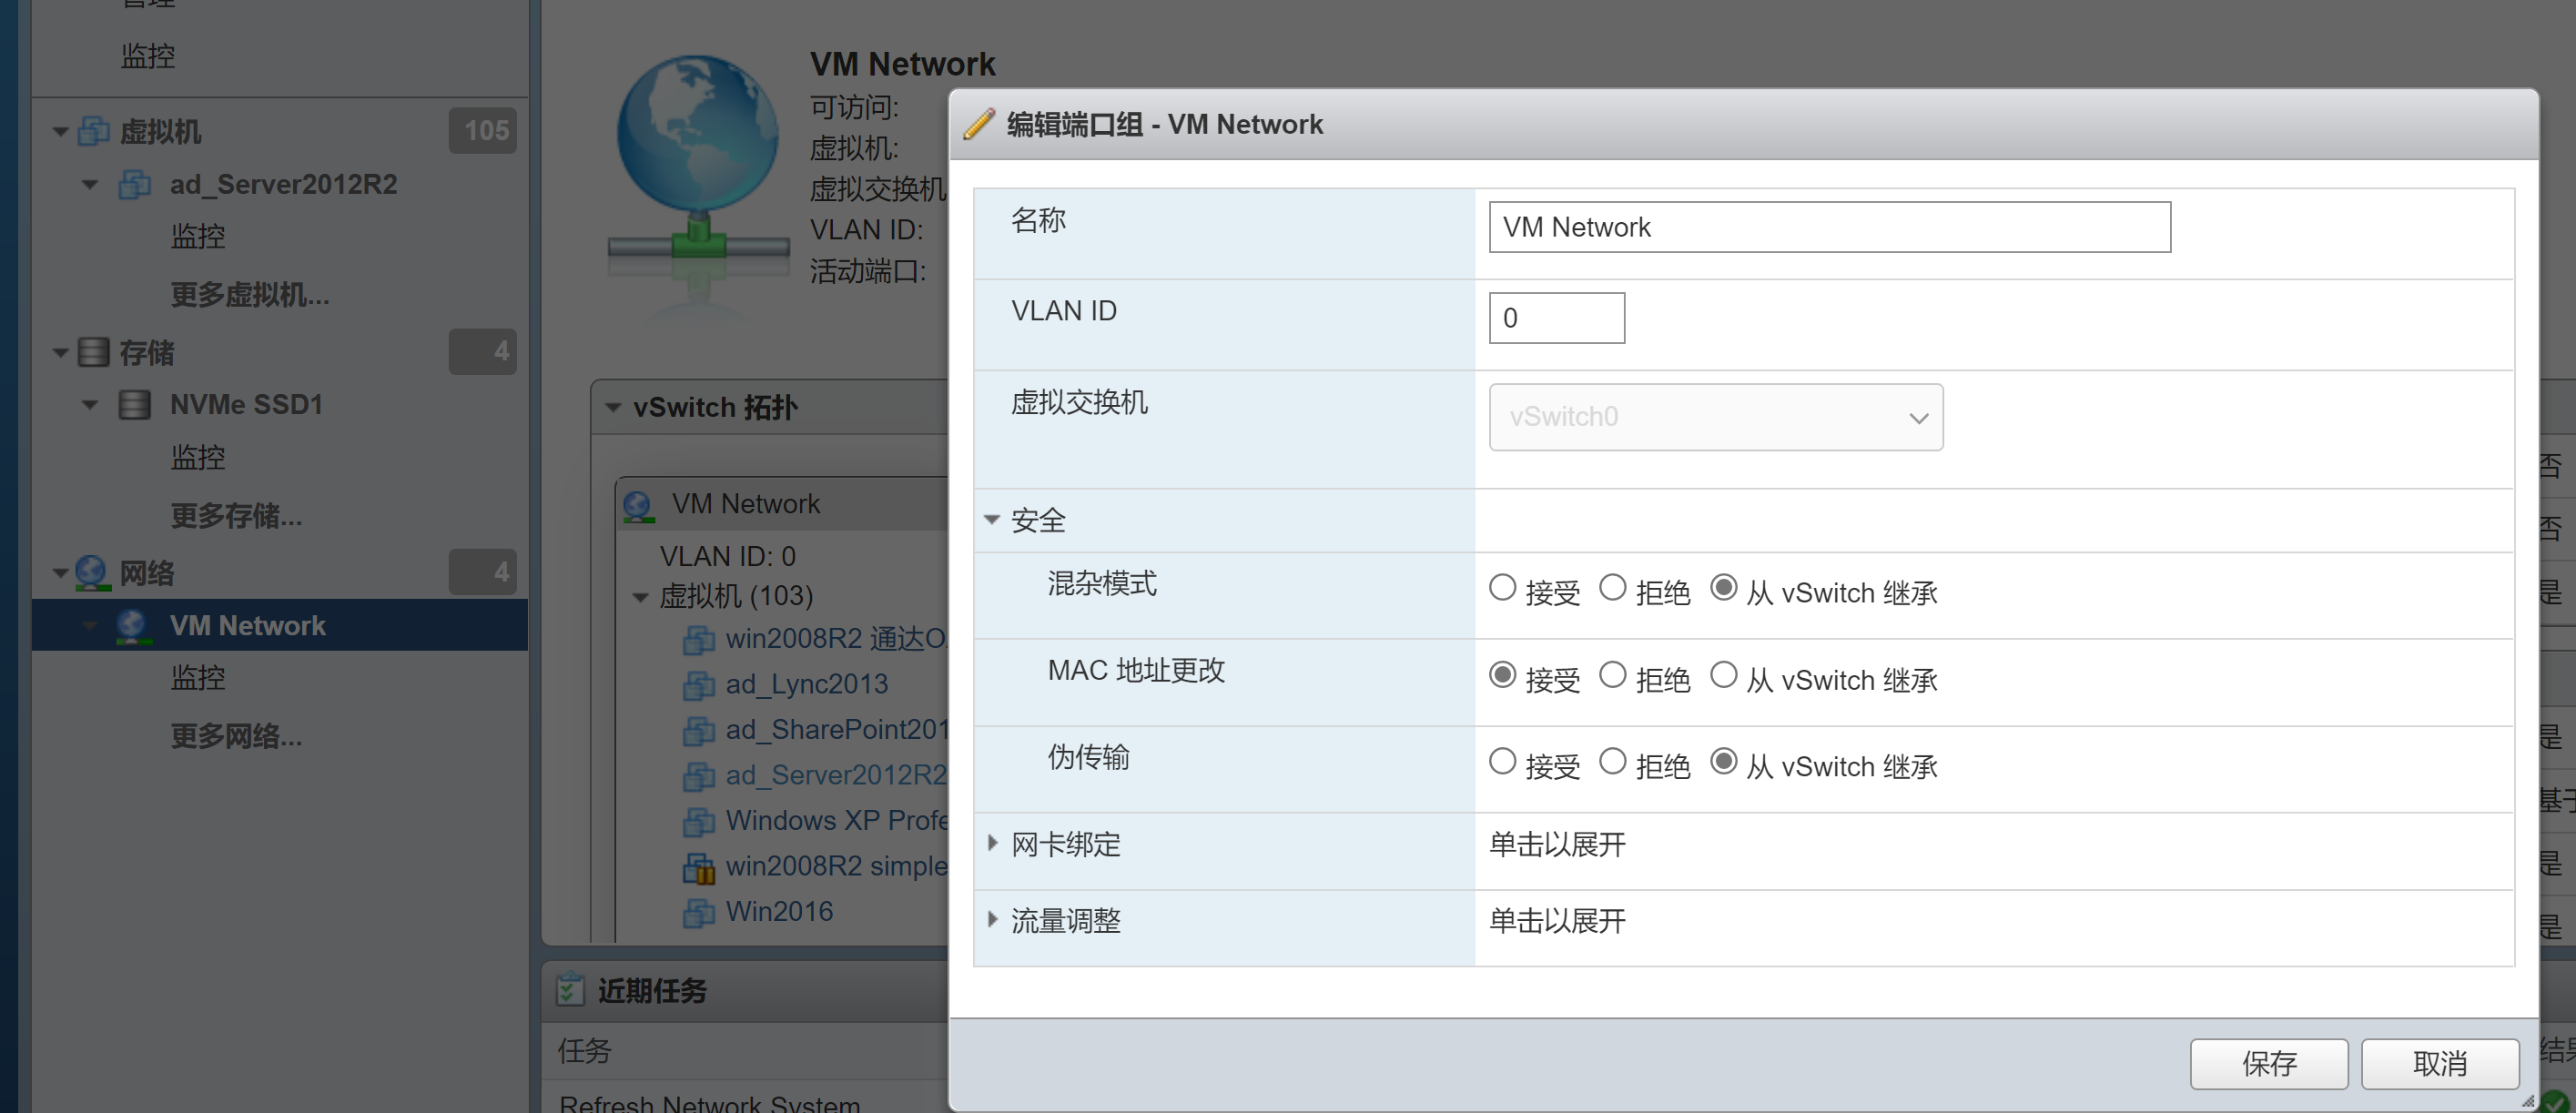 监控
虚拟机 105
ad_Server2012R2
监控
更多虚拟机...
存储 4
NVMe SSD1
监控
更多存储...
网络 4
VM Network
监控
更多网络...
VM Network
可访问:
虚拟机:
虚拟交换机
VLAN ID:
活动端口:
vSwitch 拓扑
VM Network
VLAN ID: 0
虚拟机 (103)
win2008R2 通达O
ad_Lync2013
ad_SharePoint201
ad_Server2012R2
Windows XP Profe
win2008R2 simple
Win2016
近期任务
任务
Refresh Network System
编辑端口组 - VM Network
名称 VM Network
VLAN ID 0
虚拟交换机 vSwitch0
安全
混杂模式 接受 拒绝 从 vSwitch 继承
MAC 地址更改 接受 拒绝 从 vSwitch 继承
伪传输 接受 拒绝 从 vSwitch 继承
网卡绑定 单击以展开
流量调整 单击以展开
保存 取消
否
否
是
是
基于
是
是
结果